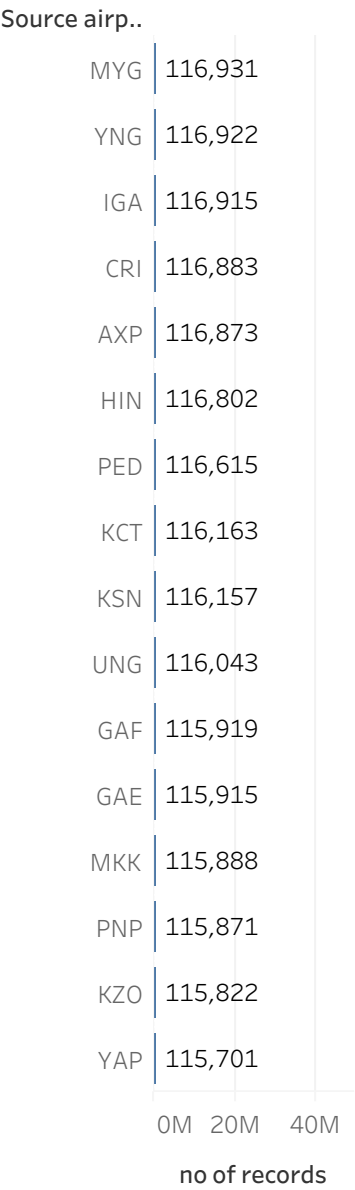 Source airp..
MYG 116,931
YNG 116,922
IGA 116,915
CRI 116,883
AXP 116,873
HIN 116,802
PED 116,615
KCT 116,163
KSN 116,157
UNG 116,043
GAF 115,919
GAE 115,915
MKK 115,888
PNP 115,871
KZO 115,822
YAP 115,701
0M 20M 40M
no of records